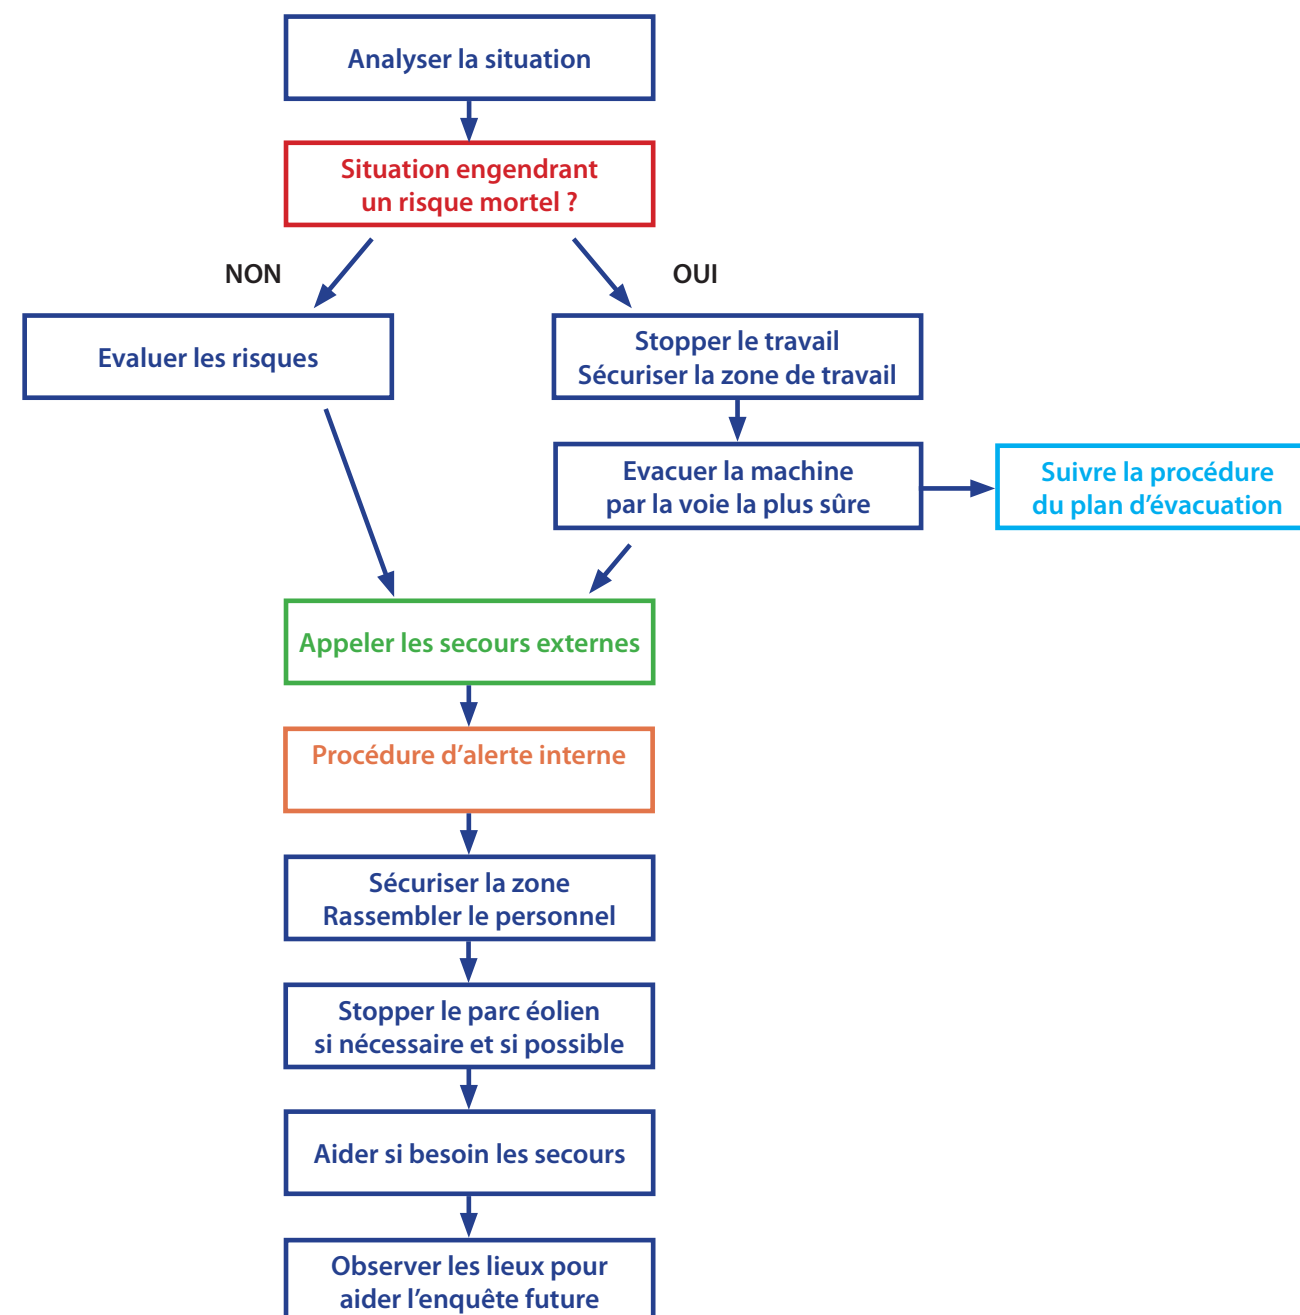 Analyser la situation
Situation engendrant
un risque mortel ?
NON
OUI
Evaluer les risques
Stopper le travail
Sécuriser la zone de travail
Evacuer la machine
par la voie la plus sûre
Suivre la procédure
du plan d’évacuation
Appeler les secours externes
Procédure d’alerte interne
Sécuriser la zone
Rassembler le personnel
Stopper le parc éolien
si nécessaire et si possible
Aider si besoin les secours
Observer les lieux pour
aider l’enquête future